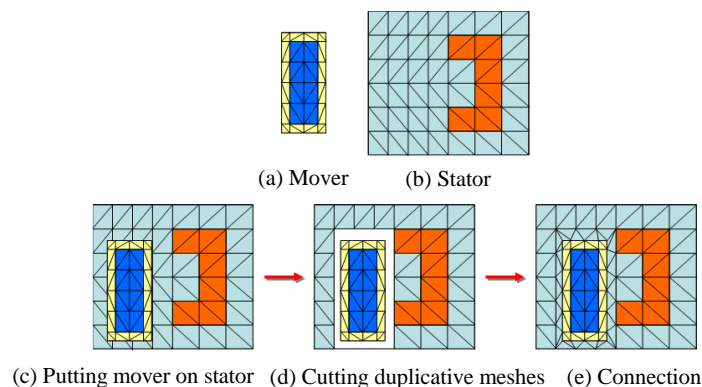 (a) Mover (b) Stator
(c) Putting mover on stator (d) Cutting duplicative meshes (e) Connection